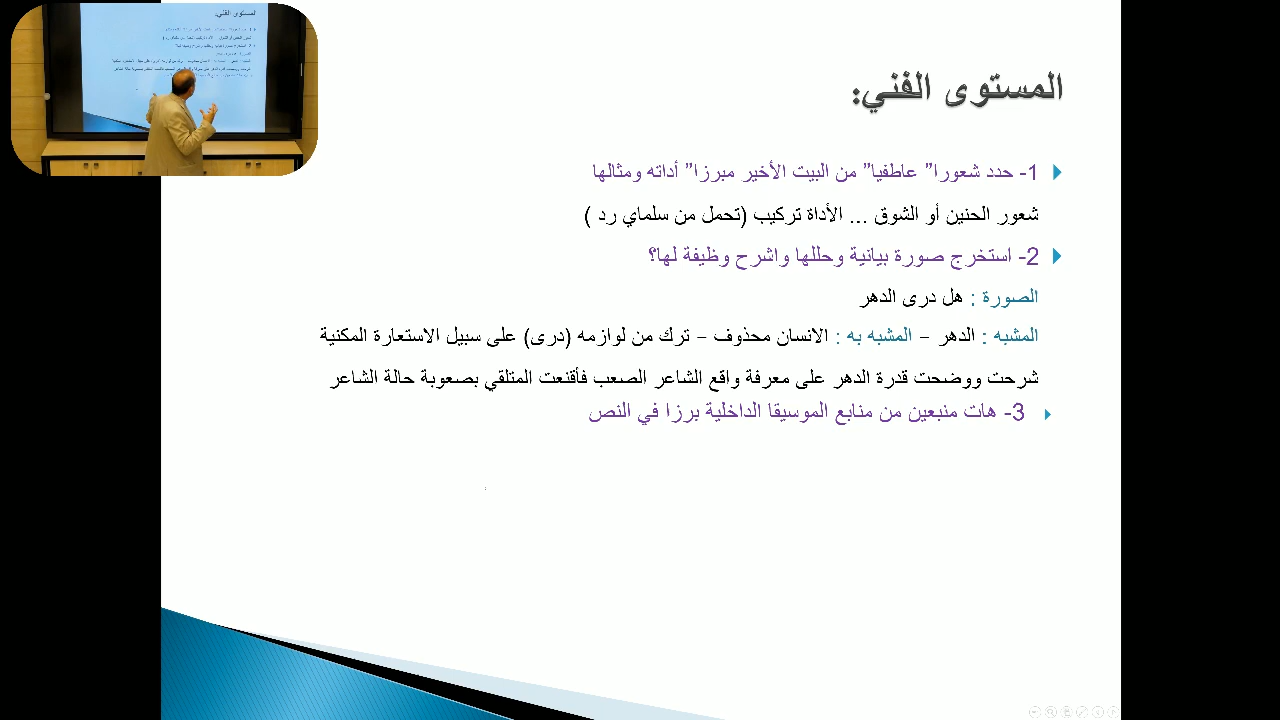 المستوى الفني:
1- حدد شعورا" عاطفيا" من البيت الأخير مبرزا" أداته ومثالها
شعور الحنين أو الشوق ... الأداة تركيب (تحمل من سلماي رد )
2- استخرج صورة بيانية وحللها واشرح وظيفة لها؟
الصورة : هل درى الدهر
المشبه : الدهر – المشبه به : الانسان محذوف – ترك من لوازمه (درى) على سبيل الاستعارة المكنية
شرحت ووضحت قدرة الدهر على معرفة واقع الشاعر الصعب فأقنعت المتلقي بصعوبة حالة الشاعر
3- هات منبعين من منابع الموسيقا الداخلية برزا في النص
المستوى الفني: